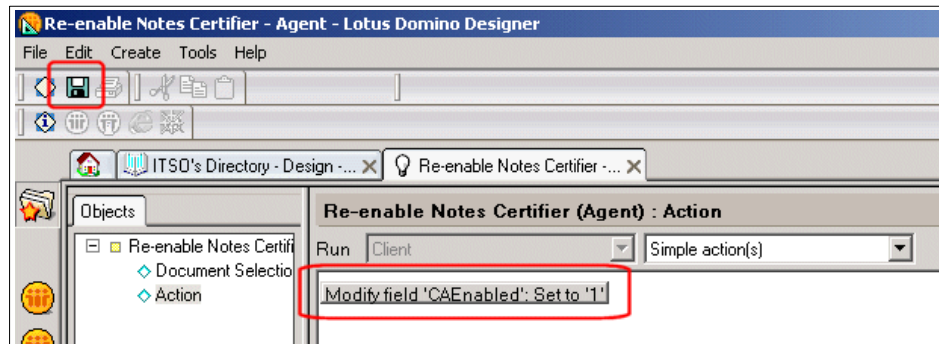 Re-enable Notes Certifier - Agent - Lotus Domino Designer
File Edit Create Tools Help
ITSO's Directory - Design -... Re-enable Notes Certifier -...
Objects
Re-enable Notes Certifier (Agent) : Action
Re-enable Notes Certifi
Run Client Simple action(s)
Document Selectio
Action
Modify field 'CAEnabled': Set to '1'